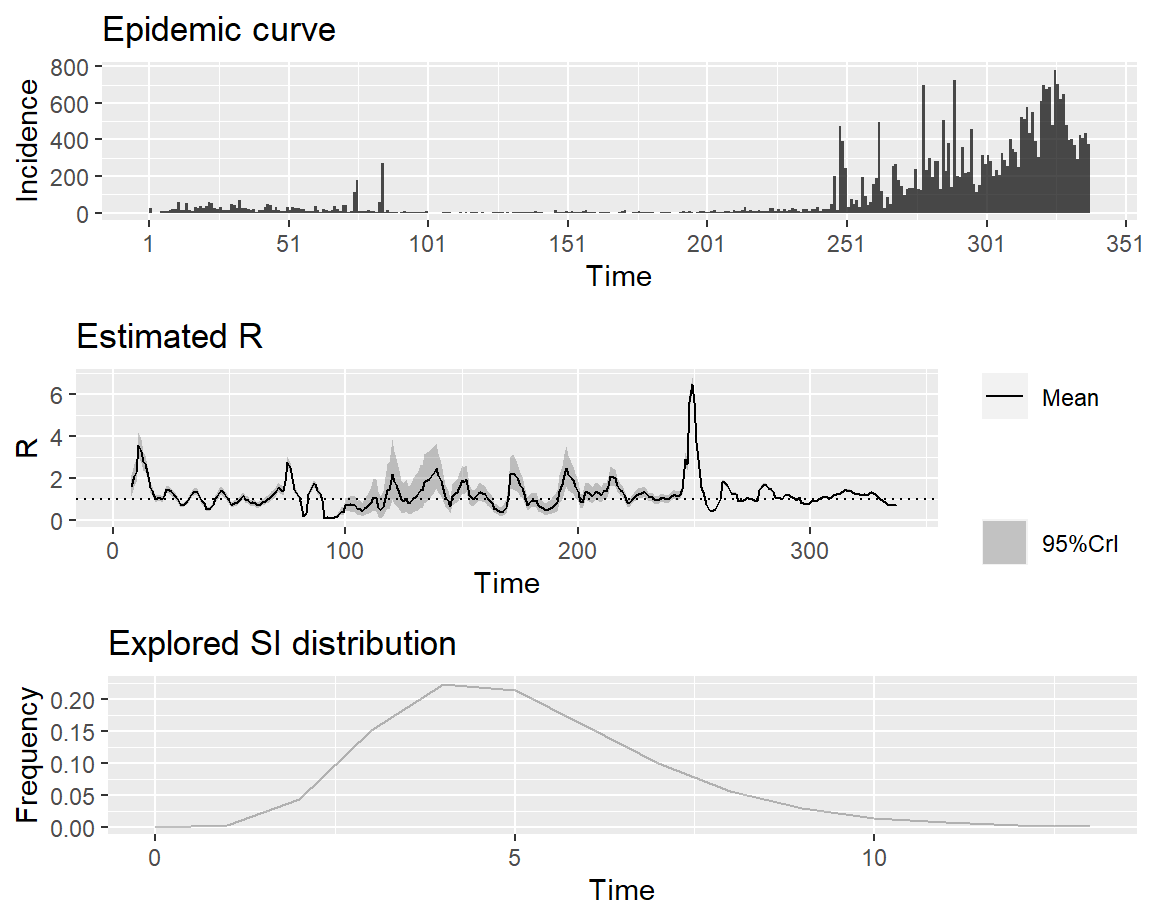 Epidemic curve
Incidence
800
600
400
200
0
1 51 101 151 201 251 301 351
Time
Estimated R
R
6
4
2
0
0 100 200 300
Time
Mean
95%CrI
Explored SI distribution
Frequency
0.20
0.15
0.10
0.05
0.00
0 5 10
Time